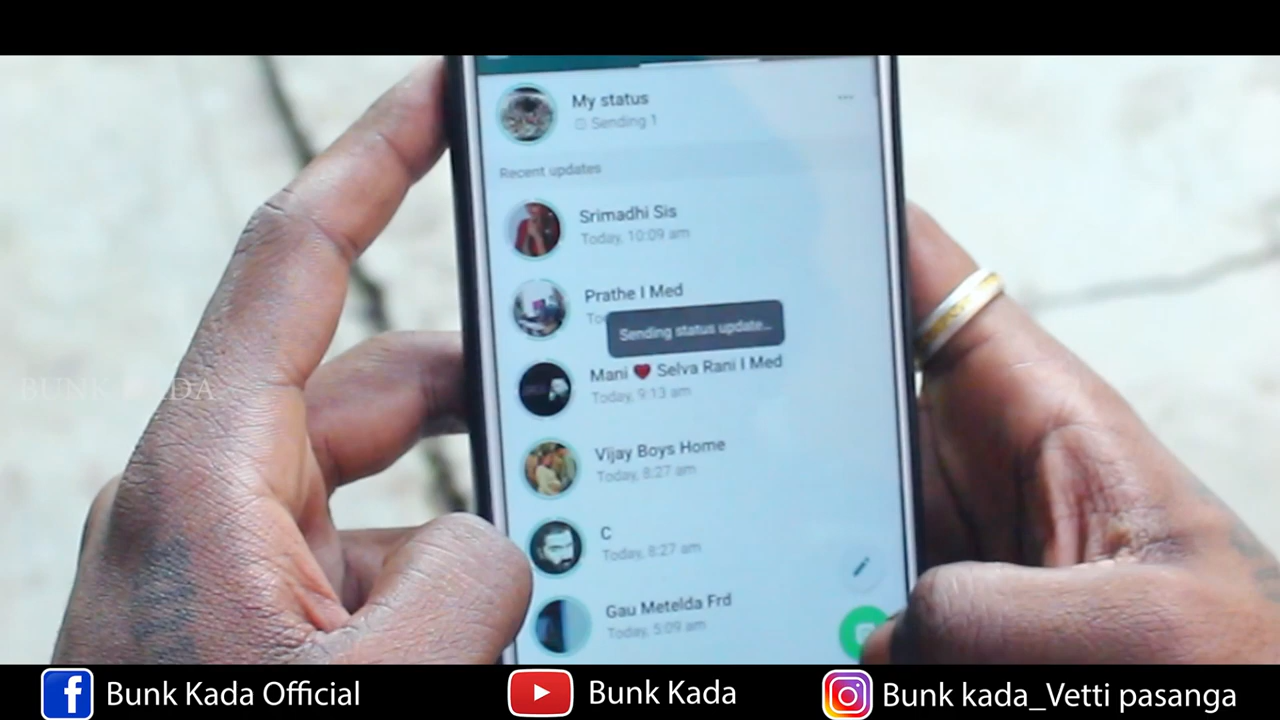 My status
Sending 1
Recent updates
Srimadhi Sis
Today, 10:09 am
Prathe I Med
Sending status update...
Mani ❤ Selva Rani I Med
Today, 9:13 am
Vijay Boys Home
Today, 8:27 am
C
Today, 8:27 am
Gau Metelda Frd
Today, 5:09 am
BUNK KADA
Bunk Kada Official
Bunk Kada
Bunk kada_Vetti pasanga